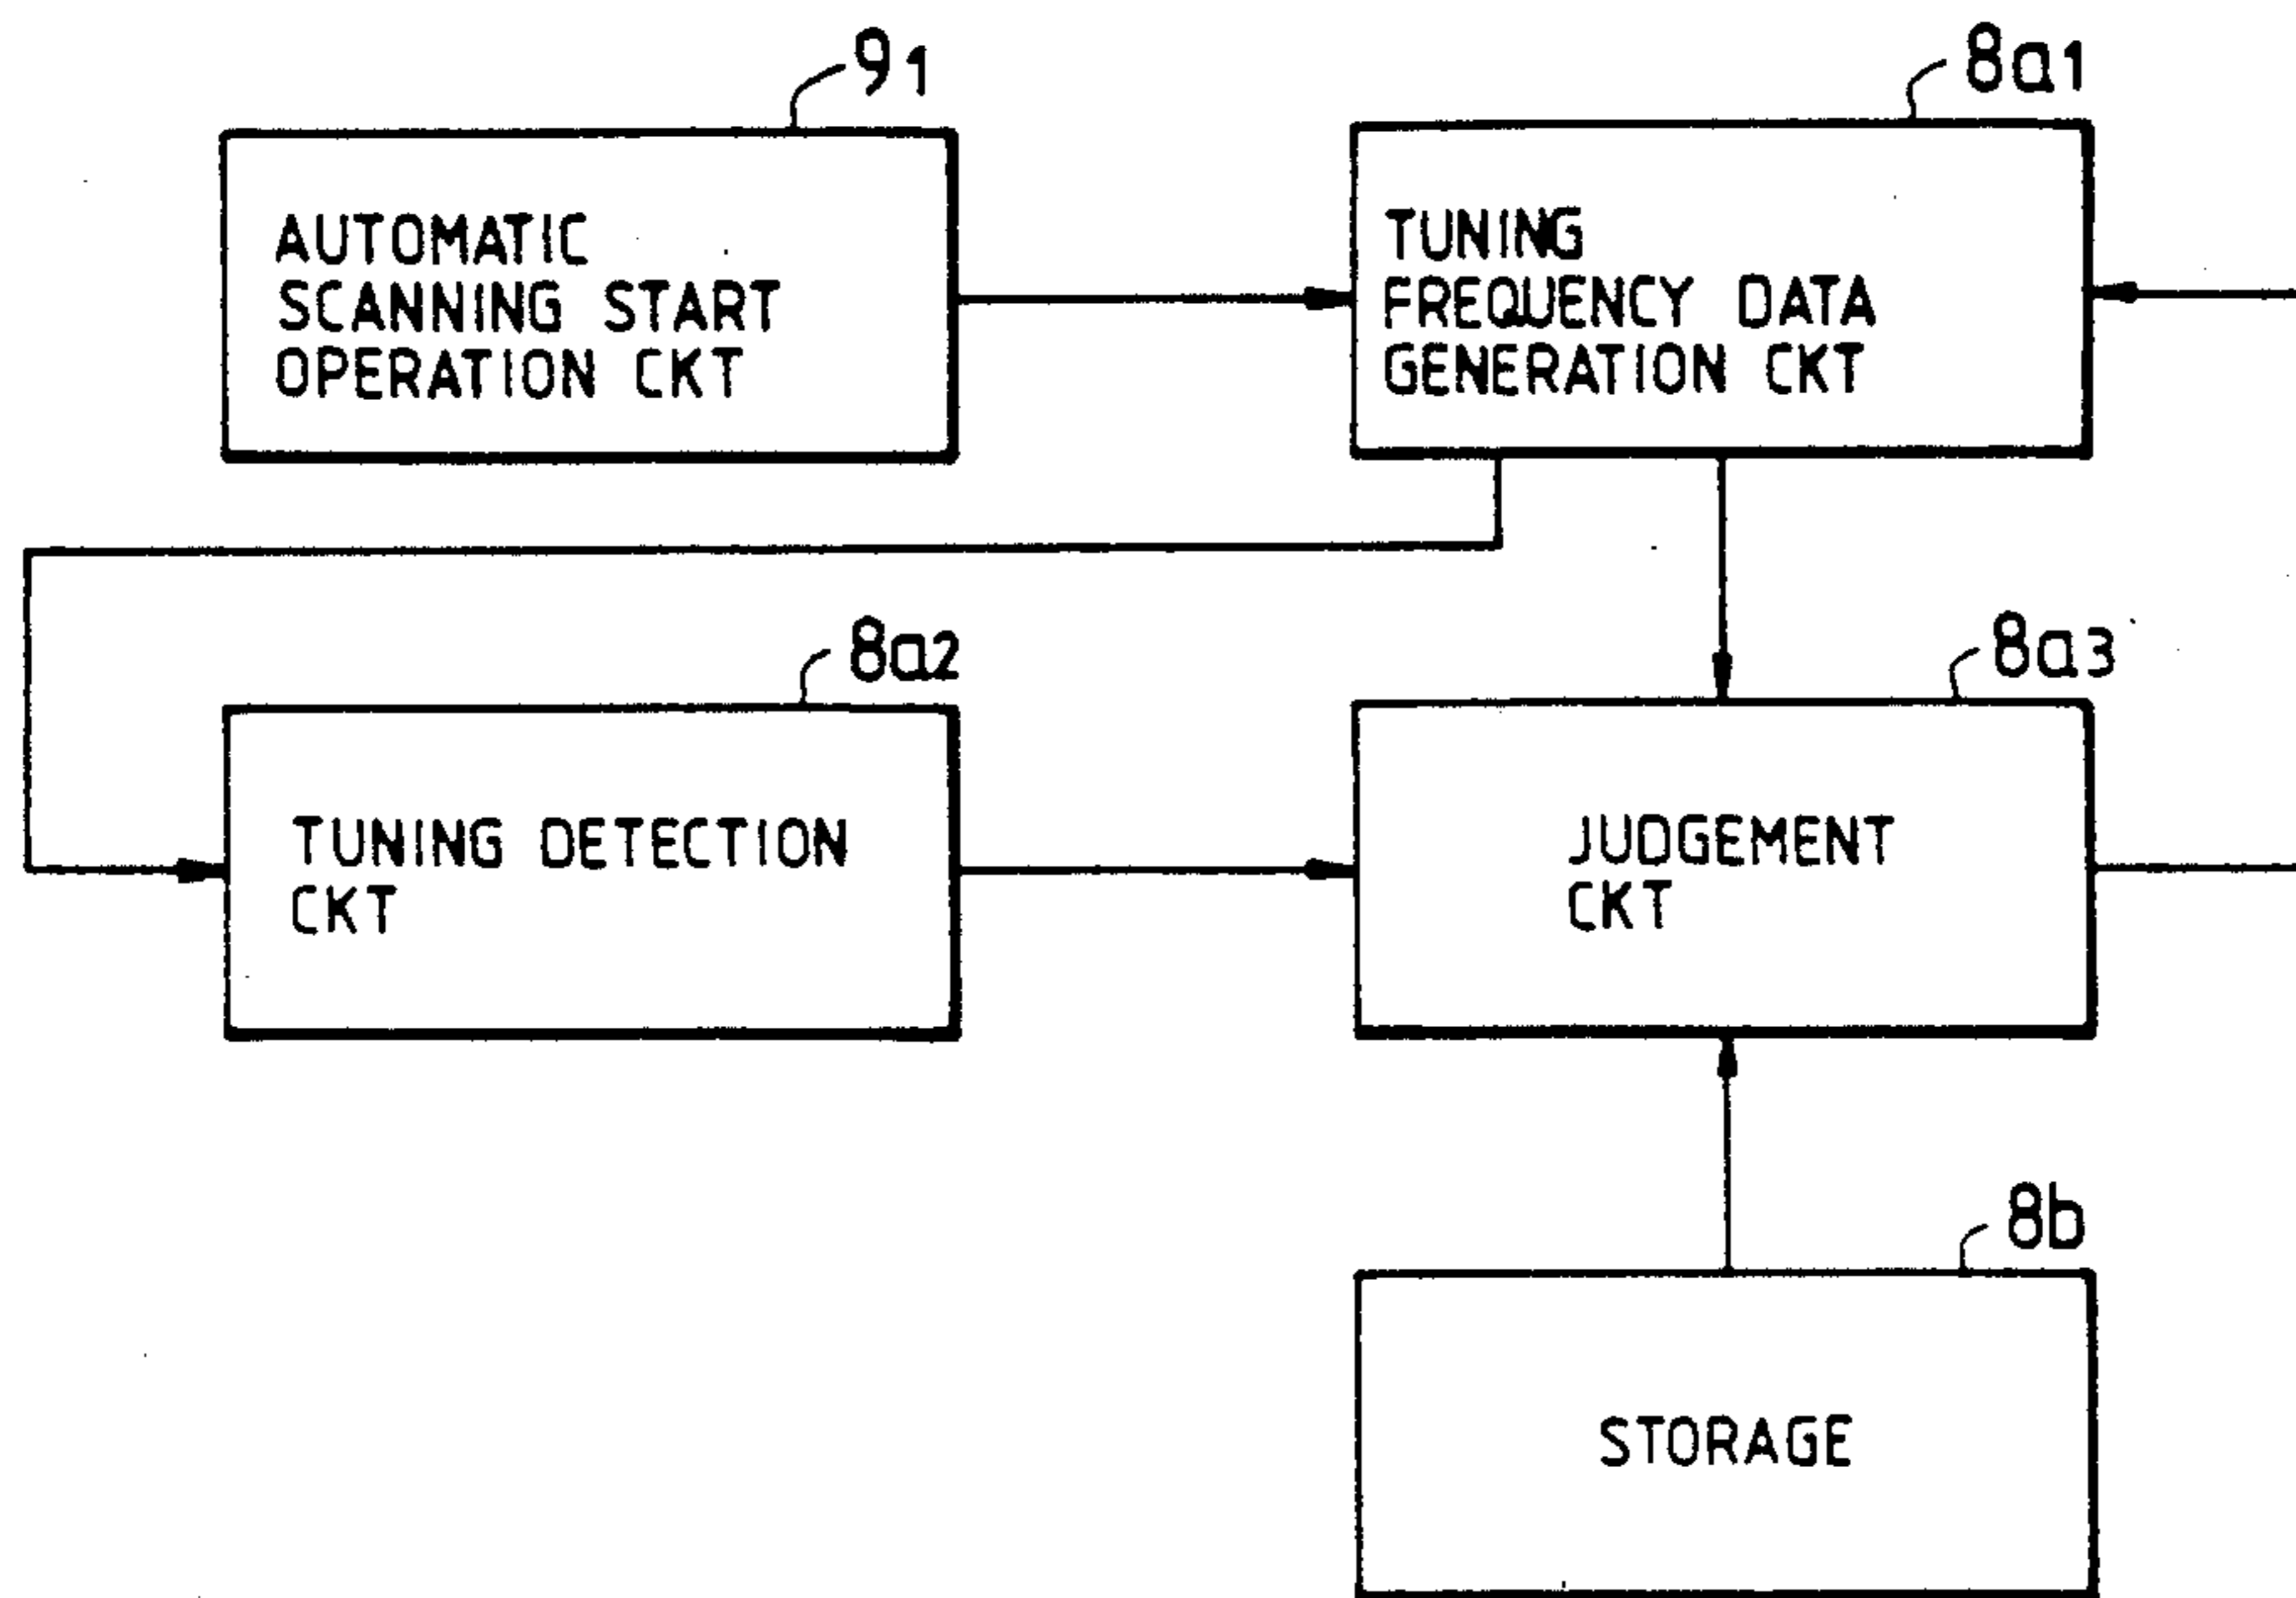 91
8a1
AUTOMATIC
SCANNING START
OPERATION CKT
TUNING
FREQUENCY DATA
GENERATION CKT
8a2
8a3
TUNING DETECTION
CKT
JUDGEMENT
CKT
8b
STORAGE